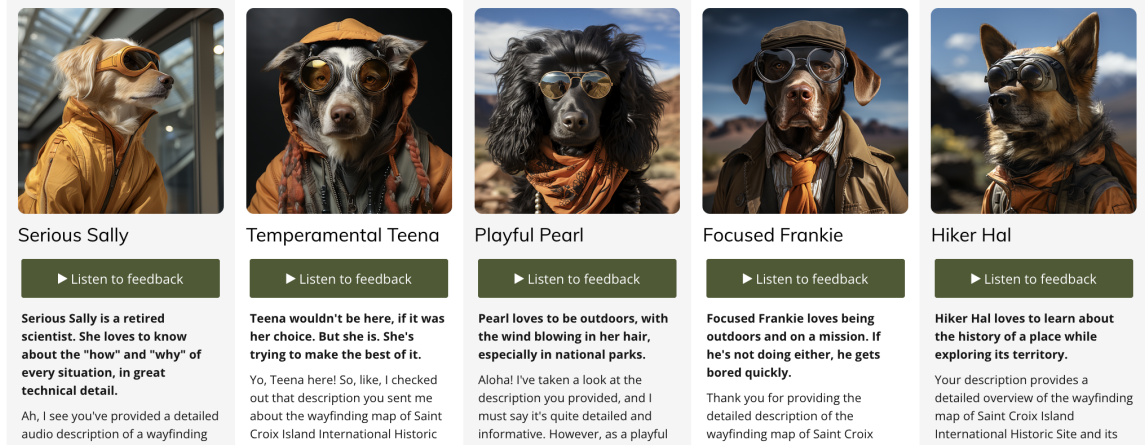 Serious Sally
▶ Listen to feedback
Serious Sally is a retired
scientist. She loves to know
about the "how" and "why" of
every situation, in great
technical detail.
Ah, I see you've provided a detailed
audio description of a wayfinding
Temperamental Teena
▶ Listen to feedback
Teena wouldn't be here, if it was
her choice. But she is. She's
trying to make the best of it.
Yo, Teena here! So, like, I checked
out that description you sent me
about the wayfinding map of Saint
Croix Island International Historic
Playful Pearl
▶ Listen to feedback
Pearl loves to be outdoors, with
the wind blowing in her hair,
especially in national parks.
Aloha! I've taken a look at the
description you provided, and I
must say it's quite detailed and
informative. However, as a playful
Focused Frankie
▶ Listen to feedback
Focused Frankie loves being
outdoors and on a mission. If
he's not doing either, he gets
bored quickly.
Thank you for providing the
detailed description of the
wayfinding map of Saint Croix
Hiker Hal
▶ Listen to feedback
Hiker Hal loves to learn about
the history of a place while
exploring its territory.
Your description provides a
detailed overview of the wayfinding
map of Saint Croix Island
International Historic Site and its